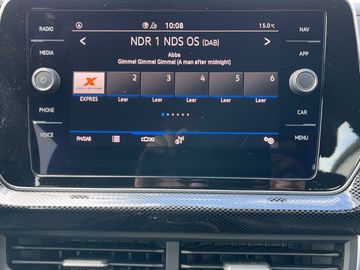 RADIO
10:08
15.0°C
NAV
NDR 1 NDS OS (DAB)
MEDIA
Abba
APP
Gimmel Gimmel Gimmel (A man after midnight)
2 3 4 5 6
EXPRES Leer Leer Leer Leer Leer
PHONE
CAR
VOICE
FM/DAB
MENU